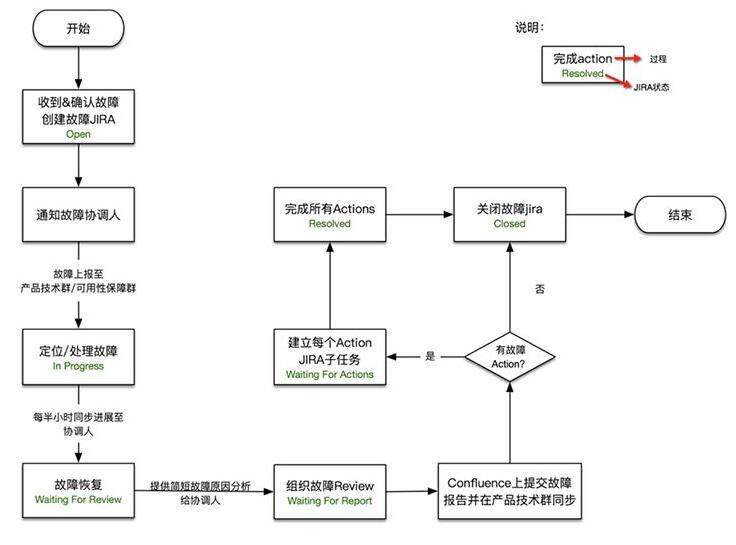 开始
说明：
完成action
Resolved
过程
JIRA状态
收到&确认故障
创建故障JIRA
Open
通知故障协调人
故障上报至
产品技术群/可用性保障群
定位/处理故障
In Progress
每半小时同步进展至
协调人
故障恢复
Waiting For Review
提供简短故障原因分析
给协调人
组织故障Review
Waiting For Report
Confluence上提交故障
报告并在产品技术群同步
有故障
Action?
是
建立每个Action
JIRA子任务
Waiting For Actions
完成所有Actions
Resolved
否
关闭故障jira
Closed
结束